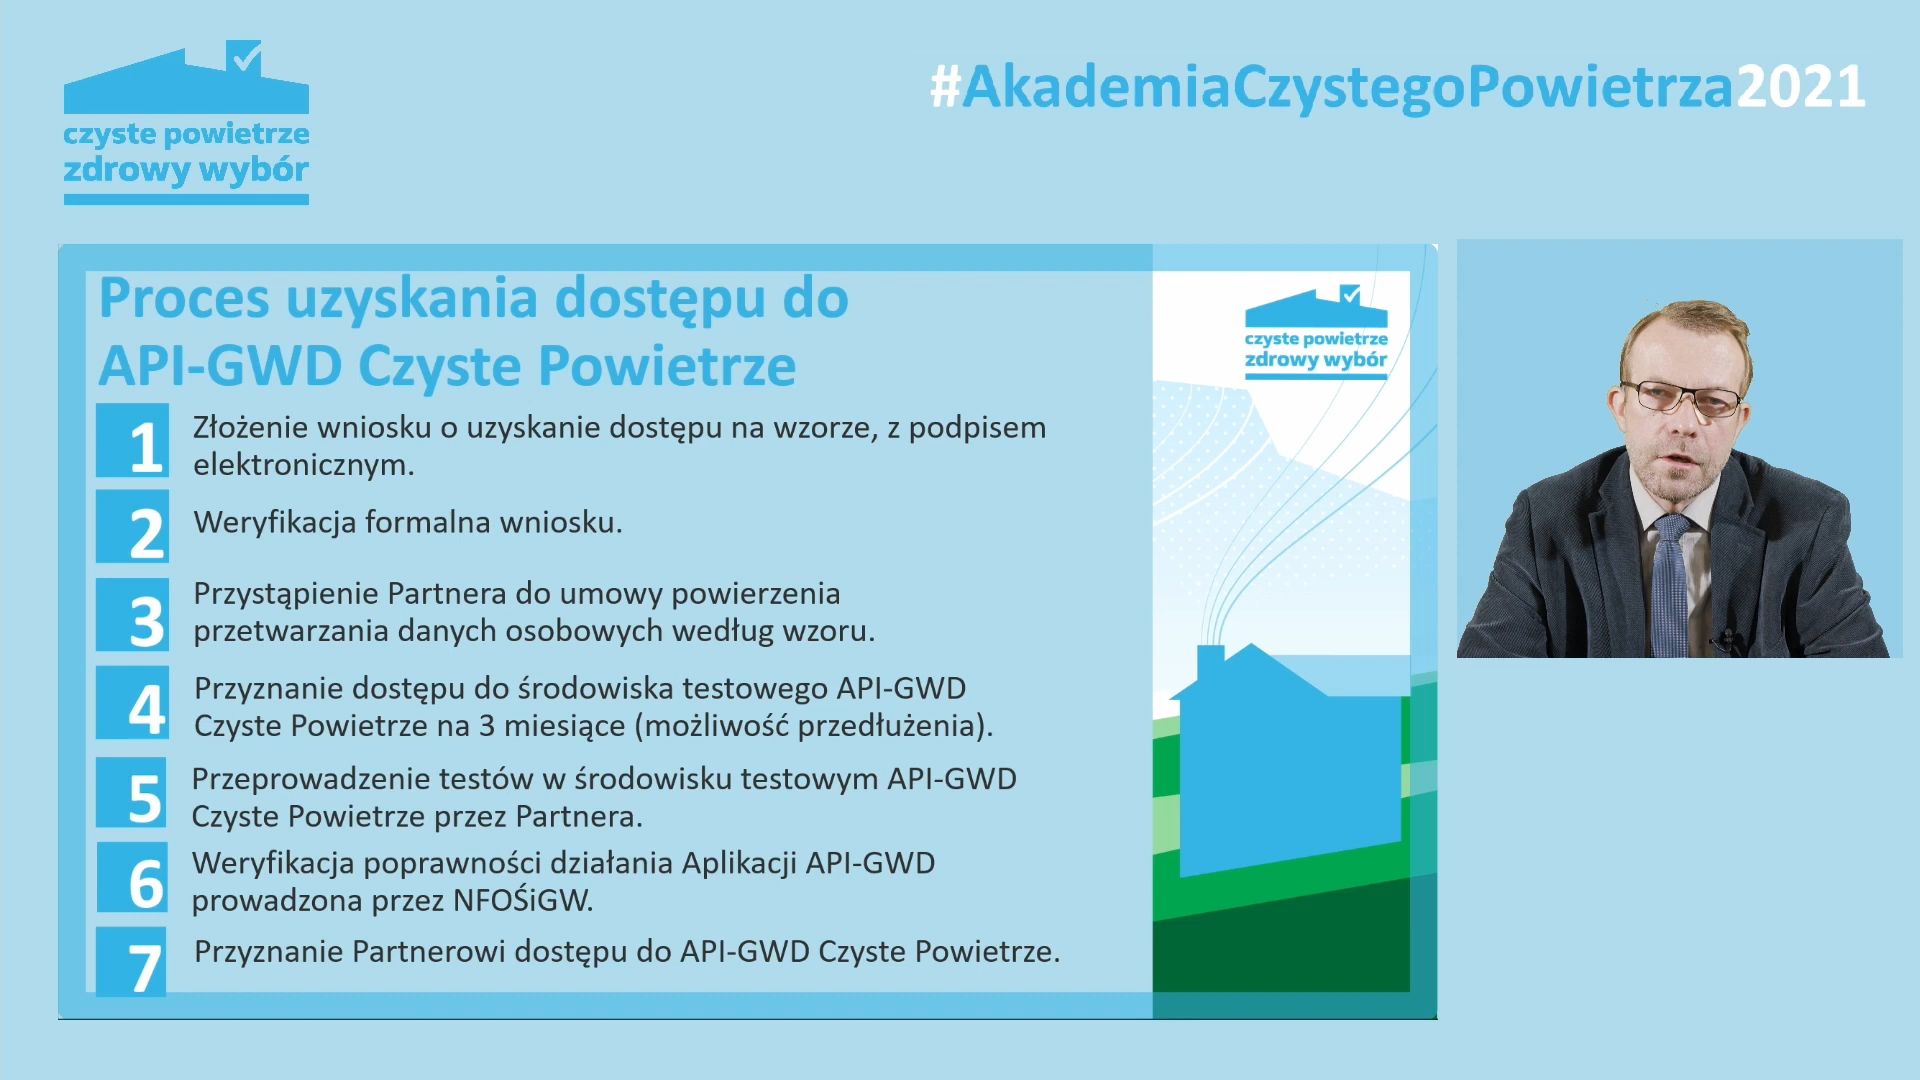 czyste powietrze
zdrowy wybór
#AkademiaCzystegoPowietrza2021
Proces uzyskania dostępu do
API-GWD Czyste Powietrze
czyste powietrze
zdrowy wybór
1 Złożenie wniosku o uzyskanie dostępu na wzorze, z podpisem
elektronicznym.
2 Weryfikacja formalna wniosku.
3 Przystąpienie Partnera do umowy powierzenia
przetwarzania danych osobowych według wzoru.
4 Przyznanie dostępu do środowiska testowego API-GWD
Czyste Powietrze na 3 miesiące (możliwość przedłużenia).
5 Przeprowadzenie testów w środowisku testowym API-GWD
Czyste Powietrze przez Partnera.
6 Weryfikacja poprawności działania Aplikacji API-GWD
prowadzona przez NFOŚiGW.
7 Przyznanie Partnerowi dostępu do API-GWD Czyste Powietrze.